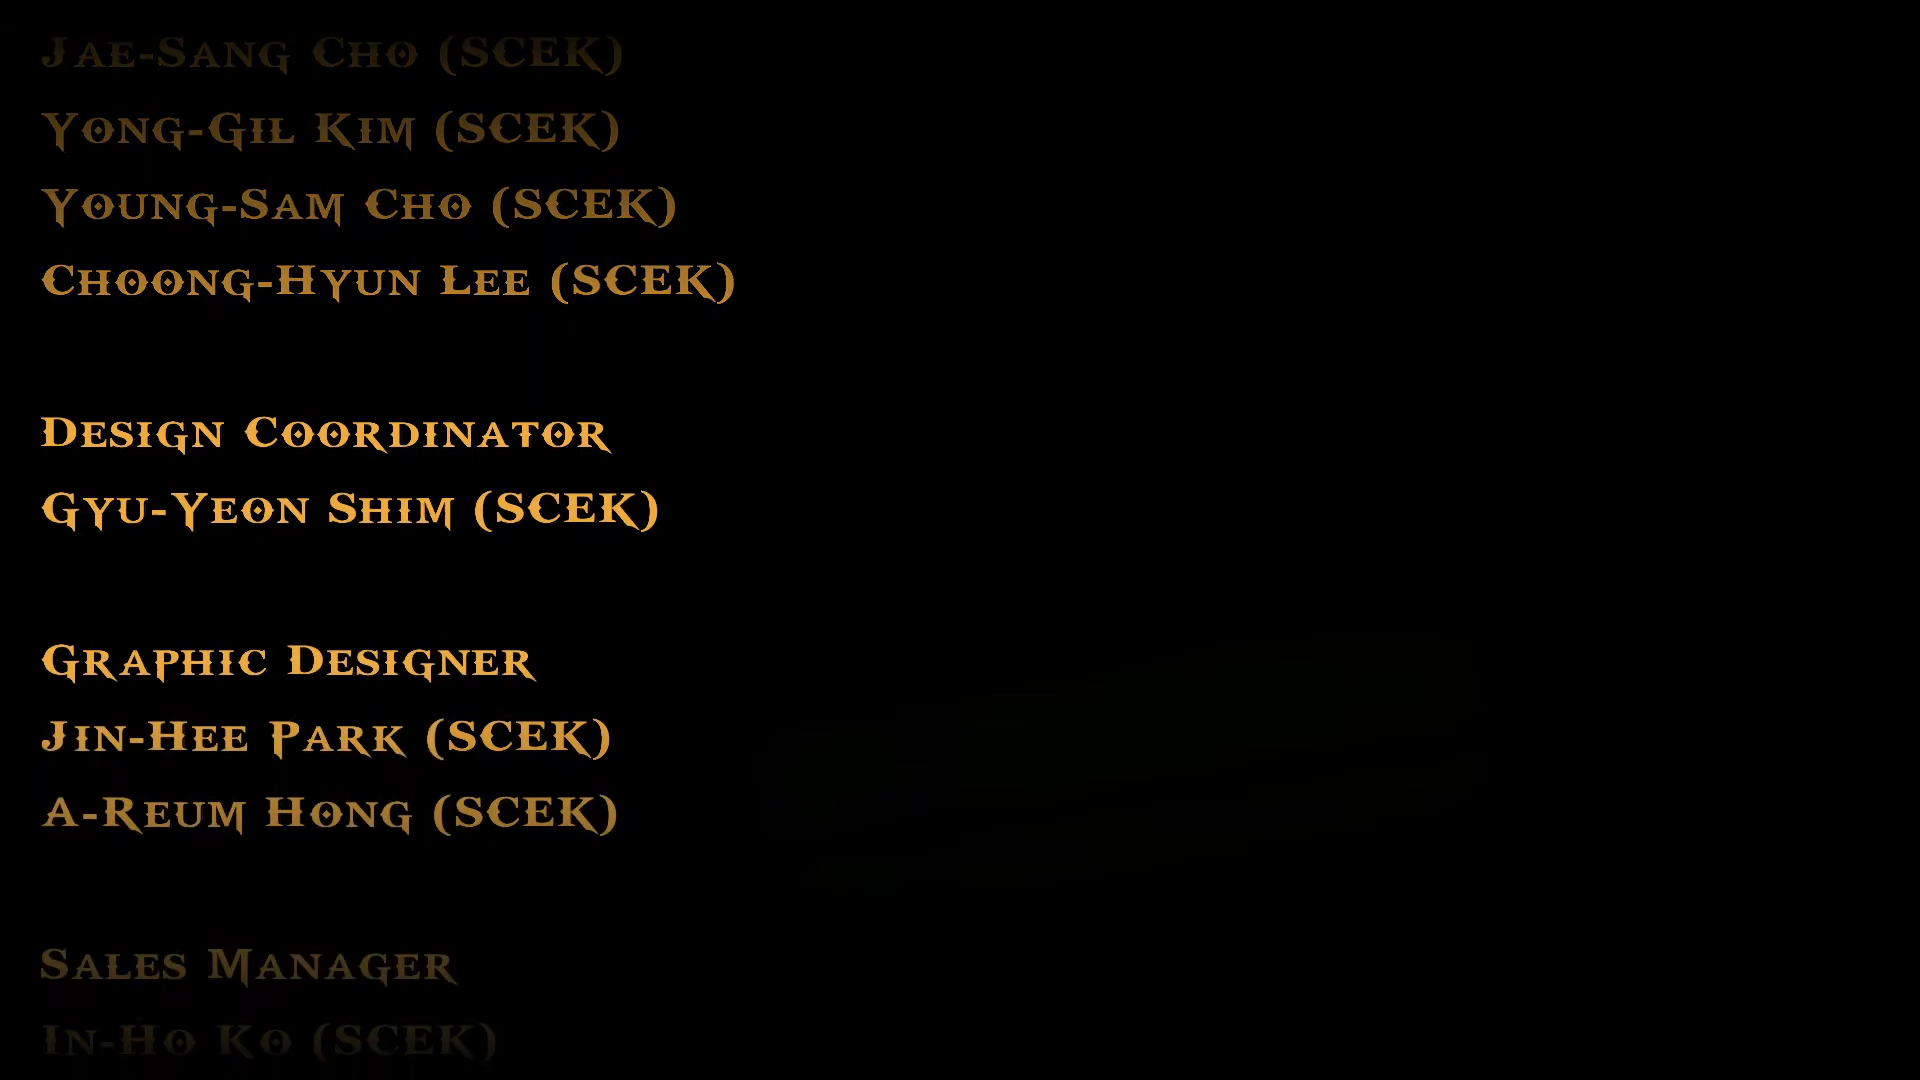 Jae-Sang Cho (SCEK)
Yong-Gil Kim (SCEK)
Young-Sam Cho (SCEK)
Choong-Hyun Lee (SCEK)
Design Coordinator
Gyu-Yeon Shim (SCEK)
Graphic Designer
Jin-Hee Park (SCEK)
A-Reum Hong (SCEK)
Sales Manager
In-Ho Ko (SCEK)